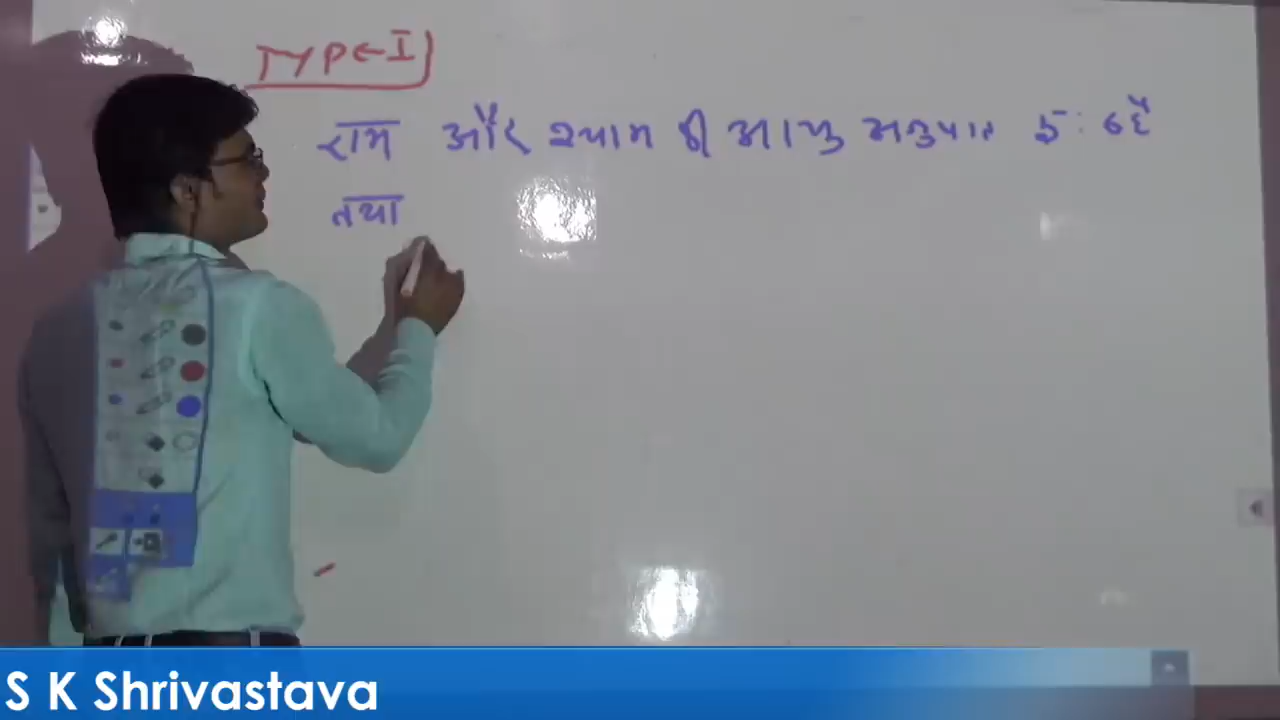 TYPE-I
राम और श्याम की आयु अनुपात 5:6 है
तथा
S K Shrivastava